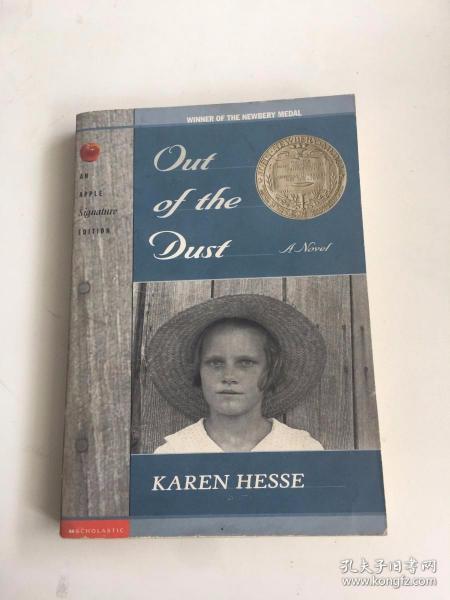 WINNER OF THE NEWBERY MEDAL
AN
APPLE
Signature
EDITION
Out
of the
Dust
A Novel
KAREN HESSE
SCHOLASTIC
孔夫子旧书网
www.kongfz.com